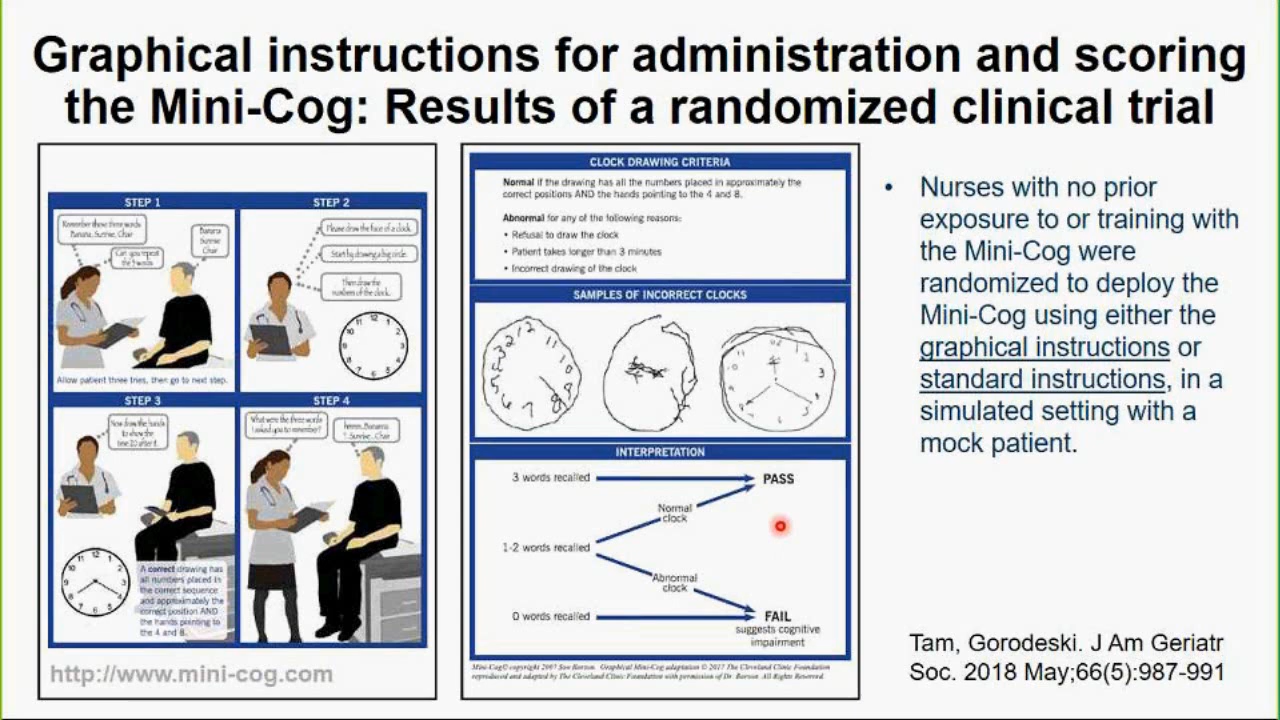 Graphical instructions for administration and scoring
the Mini-Cog: Results of a randomized clinical trial
STEP 1
Remember these three words
Banana, Sunrise, Chair
Can you repeat
the 3 words
Banana
Sunrise
Chair
Allow patient three tries, then go to next step.
STEP 2
Please draw the face of a clock.
Start by drawing a big circle.
Then draw the
numbers of the clock.
STEP 3
Now draw the hands
to show the
time 20 after 8.
A correct drawing has
all numbers placed in
the correct sequence
and approximately the
correct position AND
the hands pointing to
the 4 and 8.
STEP 4
What were the three words
I asked you to remember?
hmm...Banana
?..Sunrise...Chair
http://www.mini-cog.com
CLOCK DRAWING CRITERIA
Normal if the drawing has all the numbers placed in approximately the
correct positions AND the hands pointing to the 4 and 8.
Abnormal for any of the following reasons:
• Refusal to draw the clock
• Patient takes longer than 3 minutes
• Incorrect drawing of the clock
SAMPLES OF INCORRECT CLOCKS
INTERPRETATION
3 words recalled
PASS
Normal
clock
1-2 words recalled
Abnormal
clock
0 words recalled
FAIL
suggests cognitive
impairment
Mini-Cog© copyright 2007 Soo Borson. Graphical Mini-Cog adaptation © 2017 The Cleveland Clinic Foundation
reproduced and adapted by The Cleveland Clinic Foundation with permission of Dr. Borson. All Rights Reserved.
• Nurses with no prior
exposure to or training with
the Mini-Cog were
randomized to deploy the
Mini-Cog using either the
graphical instructions or
standard instructions, in a
simulated setting with a
mock patient.
Tam, Gorodeski. J Am Geriatr
Soc. 2018 May;66(5):987-991